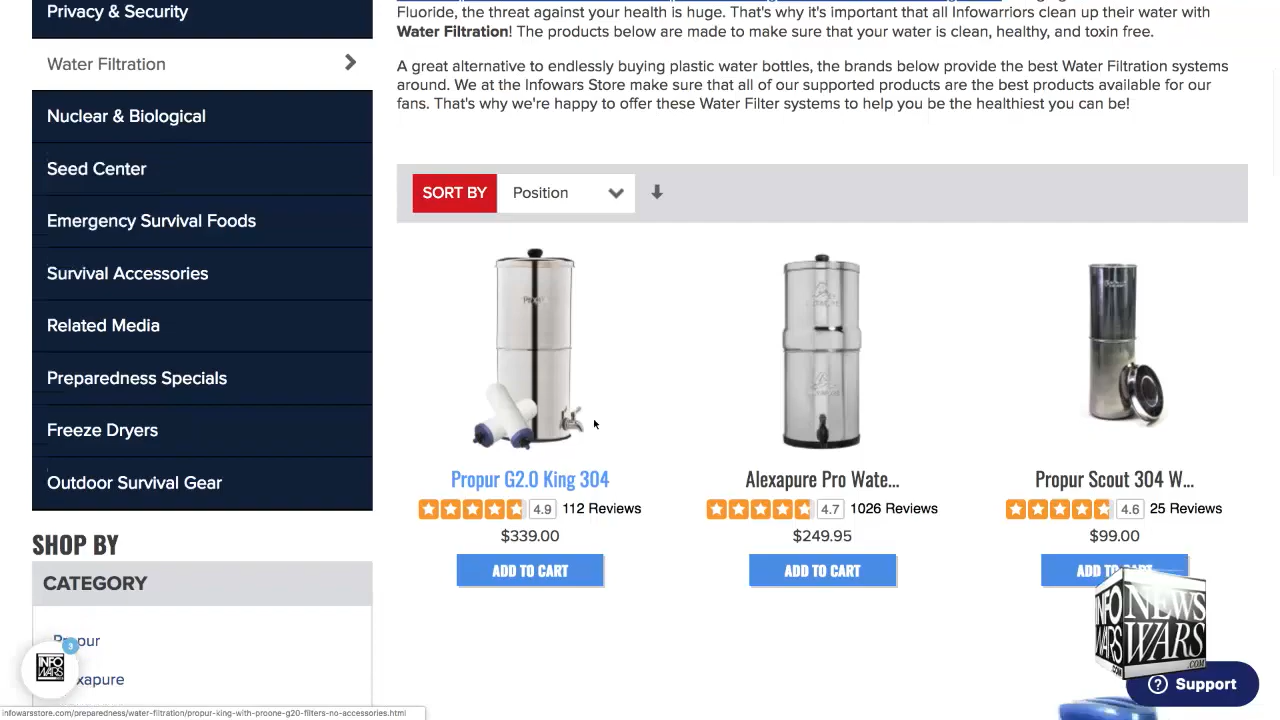 Privacy & Security
Water Filtration
Nuclear & Biological
Seed Center
Emergency Survival Foods
Survival Accessories
Related Media
Preparedness Specials
Freeze Dryers
Outdoor Survival Gear
SHOP BY
CATEGORY
Propur
xapure
3
INFO
WARS
infowarsstore.com/preparedness/water-filtration/propur-king-with-proone-g20-filters-no-accessories.html
Fluoride, the threat against your health is huge. That's why it's important that all Infowarriors clean up their water with
Water Filtration! The products below are made to make sure that your water is clean, healthy, and toxin free.
A great alternative to endlessly buying plastic water bottles, the brands below provide the best Water Filtration systems
around. We at the Infowars Store make sure that all of our supported products are the best products available for our
fans. That's why we're happy to offer these Water Filter systems to help you be the healthiest you can be!
SORT BY Position
Propur G2.0 King 304
4.9 112 Reviews
$339.00
ADD TO CART
Alexapure Pro Wate...
4.7 1026 Reviews
$249.95
ADD TO CART
Propur Scout 304 W...
4.6 25 Reviews
$99.00
ADD TO CART
INFO
WARS
NEWS
WARS
.COM
Support